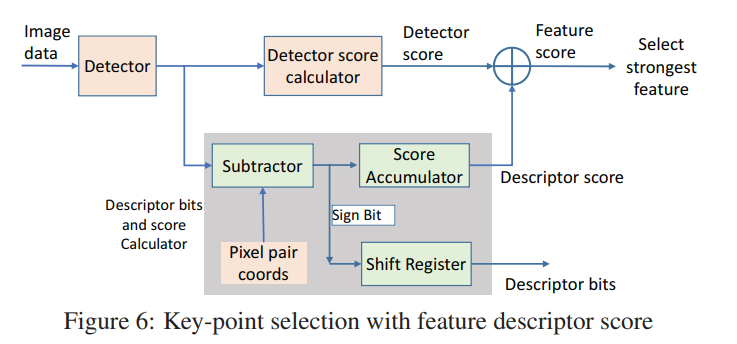 Image
data
Detector
Detector score
calculator
Detector
score
Feature
score
Select
strongest
feature
Subtractor
Score
Accumulator
Descriptor score
Descriptor bits
and score
Calculator
Sign Bit
Pixel pair
coords
Shift Register
Descriptor bits
Figure 6: Key-point selection with feature descriptor score